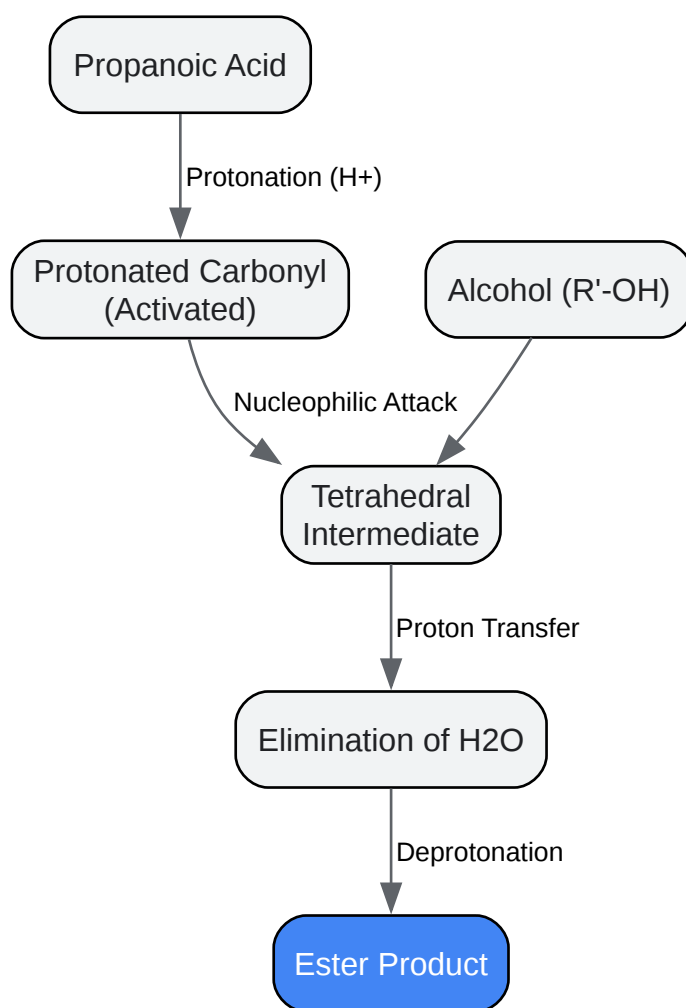 Propanoic Acid
Protonation (H+)
Protonated Carbonyl
(Activated)
Alcohol (R'-OH)
Nucleophilic Attack
Tetrahedral
Intermediate
Proton Transfer
Elimination of H2O
Deprotonation
Ester Product